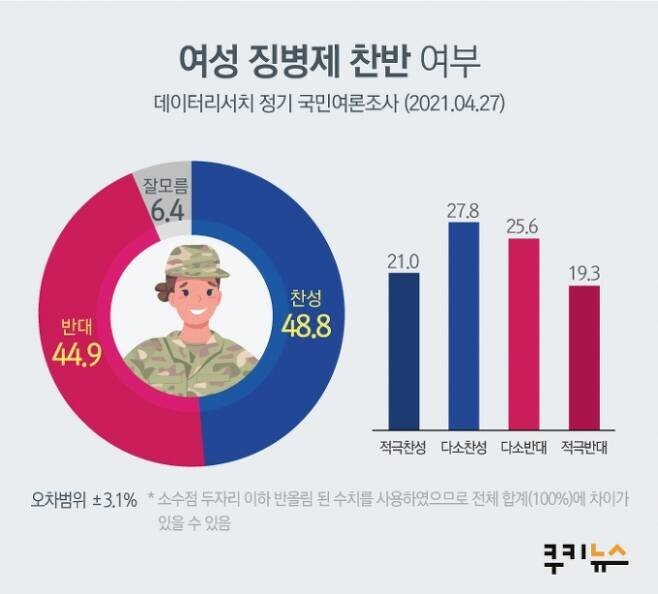 여성 징병제 찬반 여부
데이터리서치 정기 국민여론조사 (2021.04.27)
잘모름
6.4
찬성
48.8
반대
44.9
21.0
27.8
25.6
19.3
적극찬성
다소찬성
다소반대
적극반대
오차범위 ±3.1%
* 소수점 두자리 이하 반올림 된 수치를 사용하였으므로 전체 합계(100%)에 차이가
있을 수 있음
쿠키뉴스